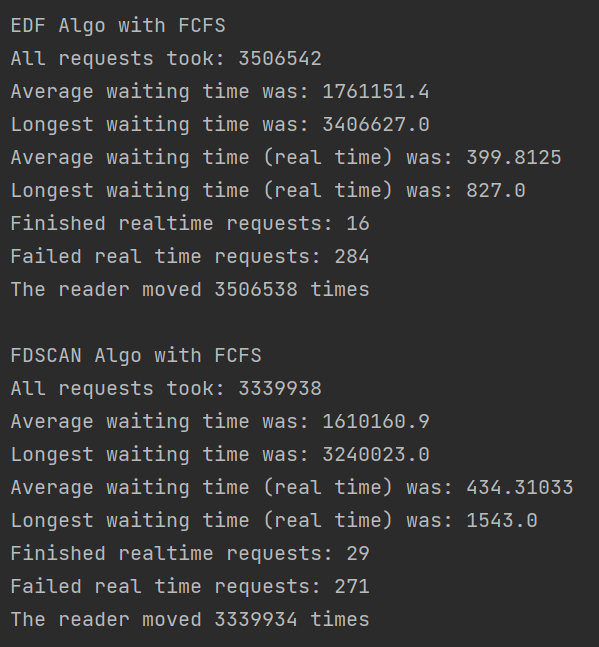 EDF Algo with FCFS
All requests took: 3506542
Average waiting time was: 1761151.4
Longest waiting time was: 3406627.0
Average waiting time (real time) was: 399.8125
Longest waiting time (real time) was: 827.0
Finished realtime requests: 16
Failed real time requests: 284
The reader moved 3506538 times

FDSCAN Algo with FCFS
All requests took: 3339938
Average waiting time was: 1610160.9
Longest waiting time was: 3240023.0
Average waiting time (real time) was: 434.31033
Longest waiting time (real time) was: 1543.0
Finished realtime requests: 29
Failed real time requests: 271
The reader moved 3339934 times